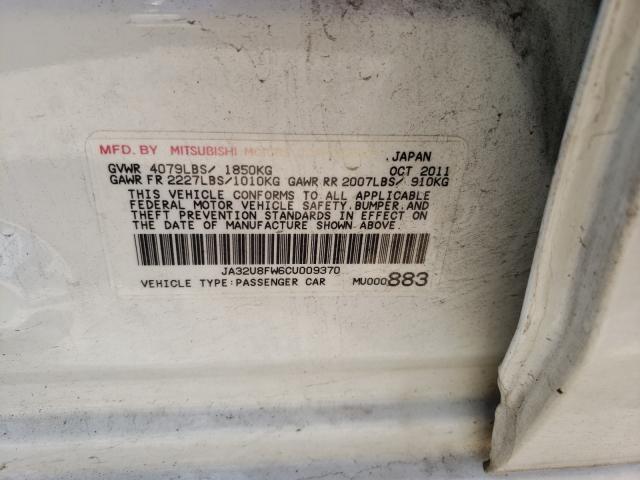 MFD. BY MITSUBISHI , JAPAN
GVWR 4079LBS/ 1850KG OCT 2011
GAWR FR 2227LBS/1010KG GAWR RR 2007LBS/ 910KG
THIS VEHICLE CONFORMS TO ALL APPLICABLE
FEDERAL MOTOR VEHICLE SAFETY, BUMPER, AND
THEFT PREVENTION STANDARDS IN EFFECT ON
THE DATE OF MANUFACTURE SHOWN ABOVE.
JA32U8FW6CU009370
VEHICLE TYPE: PASSENGER CAR MU000883